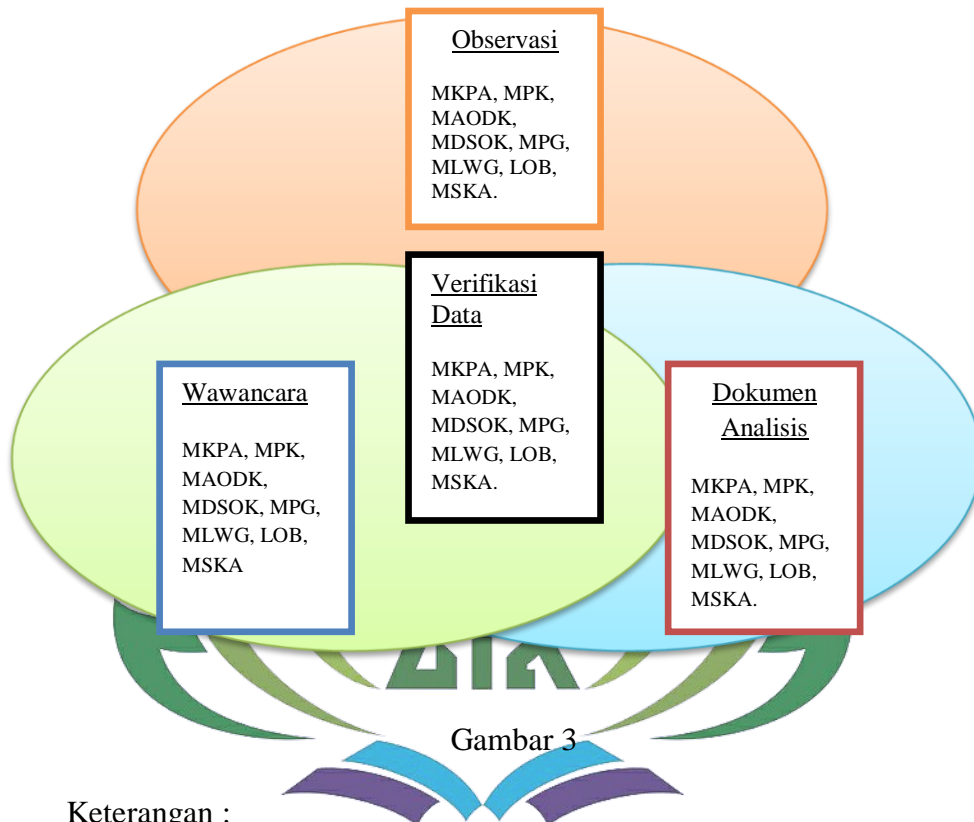 Observasi
MKPA, MPK,
MAODK,
MDSOK, MPG,
MLWG, LOB,
MSKA.
Verifikasi
Data
MKPA, MPK,
MAODK,
MDSOK, MPG,
MLWG, LOB,
MSKA.
Wawancara
MKPA, MPK,
MAODK,
MDSOK, MPG,
MLWG, LOB,
MSKA
Dokumen
Analisis
MKPA, MPK,
MAODK,
MDSOK, MPG,
MLWG, LOB,
MSKA.
Gambar 3
Keterangan :